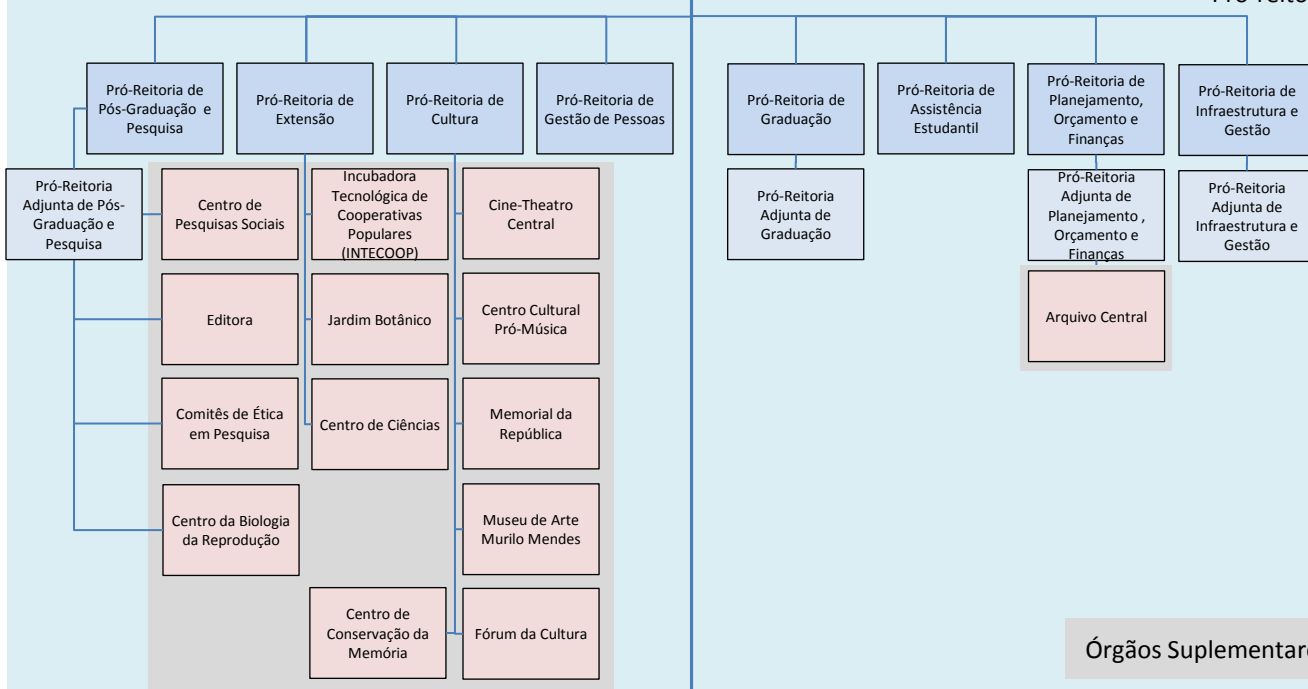 Pró-Reitoria de
Pós-Graduação e
Pesquisa
Pró-Reitoria de
Extensão
Pró-Reitoria de
Cultura
Pró-Reitoria de
Gestão de Pessoas
Pró-Reitoria de
Graduação
Pró-Reitoria de
Assistência
Estudantil
Pró-Reitoria de
Planejamento,
Orçamento e
Finanças
Pró-Reitoria de
Infraestrutura e
Gestão
Pró-Reitoria
Adjunta de Pós-
Graduação e
Pesquisa
Centro de
Pesquisas Sociais
Incubadora
Tecnológica de
Cooperativas
Populares
(INTECOOP)
Cine-Theatro
Central
Pró-Reitoria
Adjunta de
Graduação
Pró-Reitoria
Adjunta de
Planejamento ,
Orçamento e
Finanças
Pró-Reitoria
Adjunta de
Infraestrutura e
Gestão
Editora
Jardim Botânico
Centro Cultural
Pró-Música
Arquivo Central
Comitês de Ética
em Pesquisa
Centro de Ciências
Memorial da
República
Centro da Biologia
da Reprodução
Museu de Arte
Murilo Mendes
Centro de
Conservação da
Memória
Fórum da Cultura
Órgãos